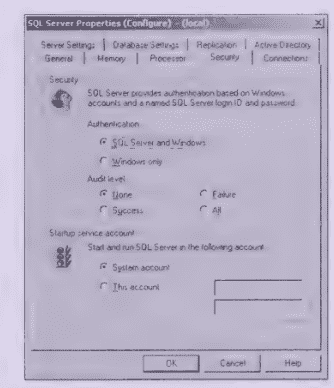 SQL Server Properties (Configure) - (local)
Server Settings Database Settings Replication Active Directory
General Memory Processor Security Connections
Security
SQL Server provides authentication based on Windows
accounts and a named SQL Server login ID and password.
Authentication:
SQL Server and Windows
Windows only
Audit level:
None Failure
Success All
Startup service account
Start and run SQL Server in the following account:
System account
This account
OK Cancel Help